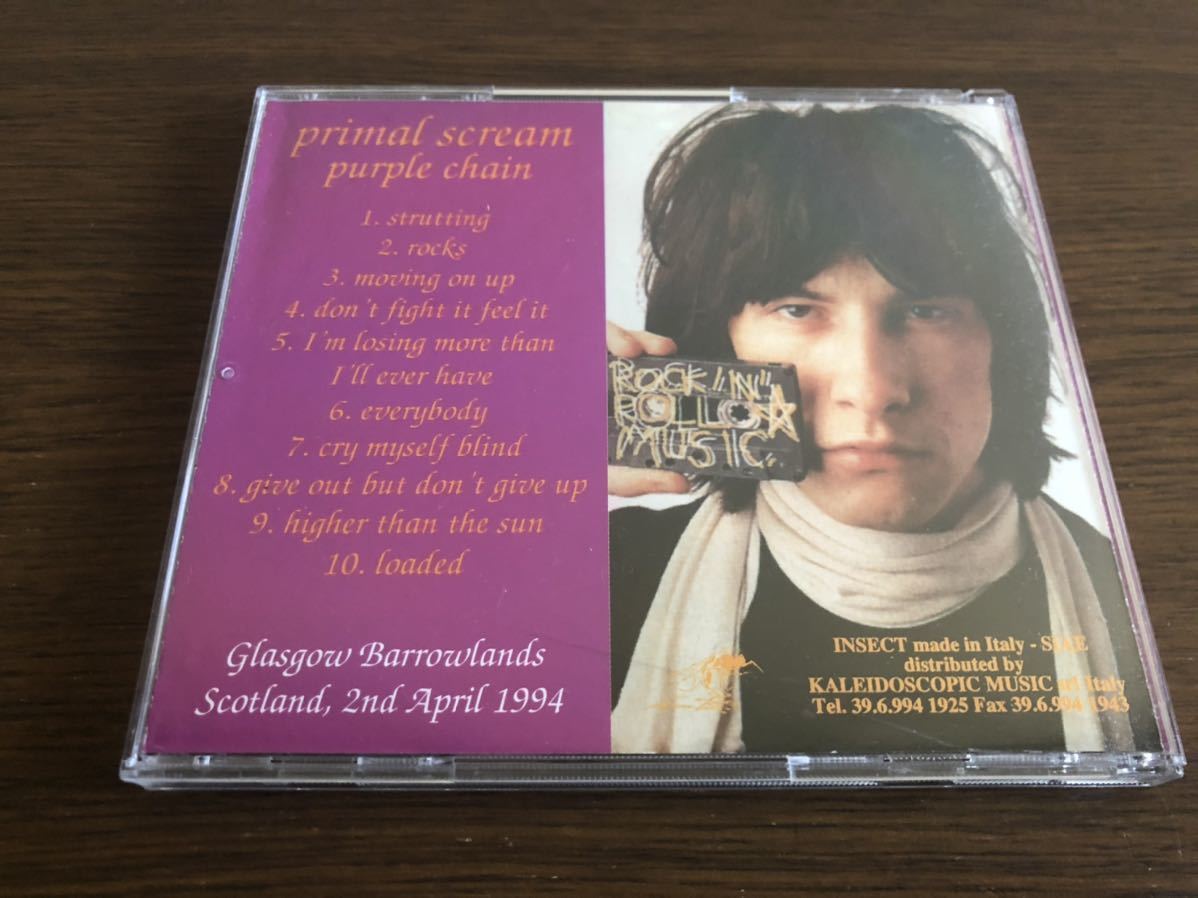 primal scream
purple chain
1. strutting
2. rocks
3. moving on up
4. don't fight it feel it
5. I'm losing more than
I'll ever have
6. everybody
7. cry myself blind
8. give out but don't give up
9. higher than the sun
10. loaded
Glasgow Barrowlands
Scotland, 2nd April 1994
ROCK "IN"
ROLL
MUSIC
INSECT made in Italy - SIAE
distributed by
KALEIDOSCOPIC MUSIC srl Italy
Tel. 39.6.994 1925 Fax 39.6.994 1943